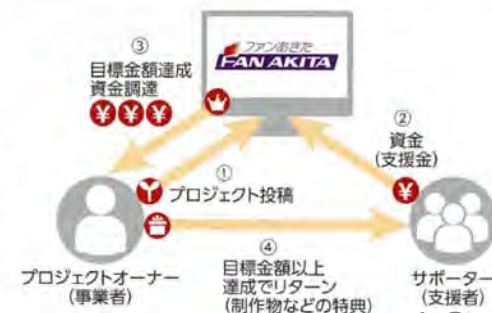 ③
目標金額達成
資金調達
¥ ¥ ¥
ファンあきた
FAN AKITA
②
資金
(支援金)
¥
①
プロジェクト投稿
④
目標金額以上
達成でリターン
(制作物などの特典)
プロジェクトオーナー
(事業者)
サポーター
(支援者)